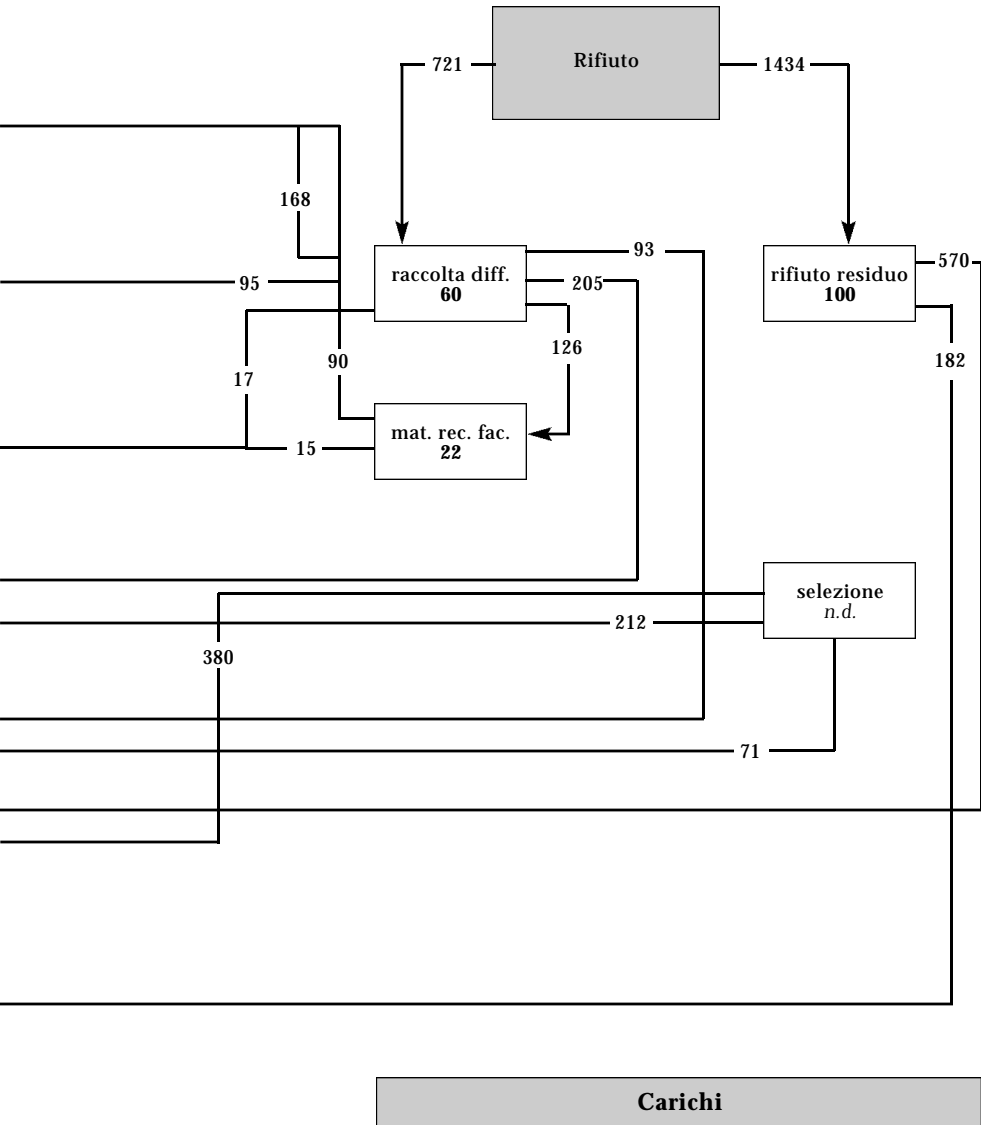 Rifiuto
721
1434
168
93
570
raccolta diff.
60
rifiuto residuo
100
95
205
126
90
182
17
mat. rec. fac.
22
15
selezione
n.d.
212
380
71
Carichi